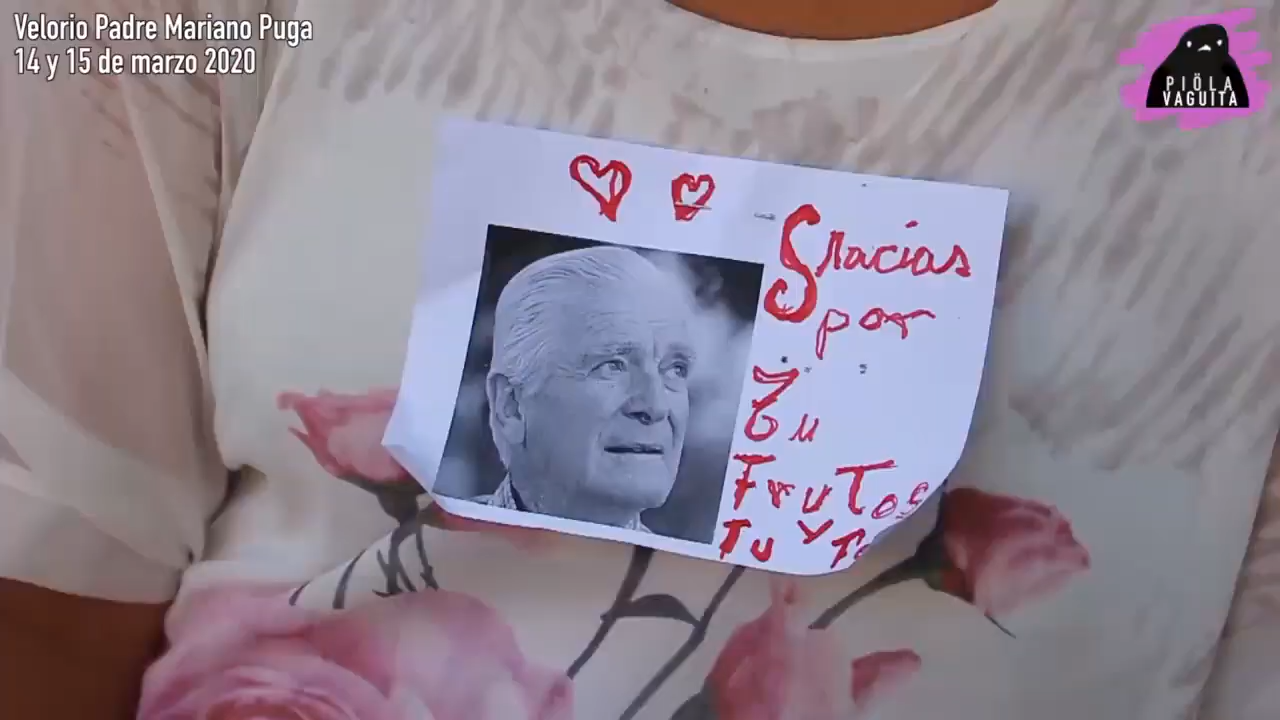 Velorio Padre Mariano Puga
14 y 15 de marzo 2020
PIÖLA
VAGUITA
Gracias
por
Tu
FruTos
Tu y